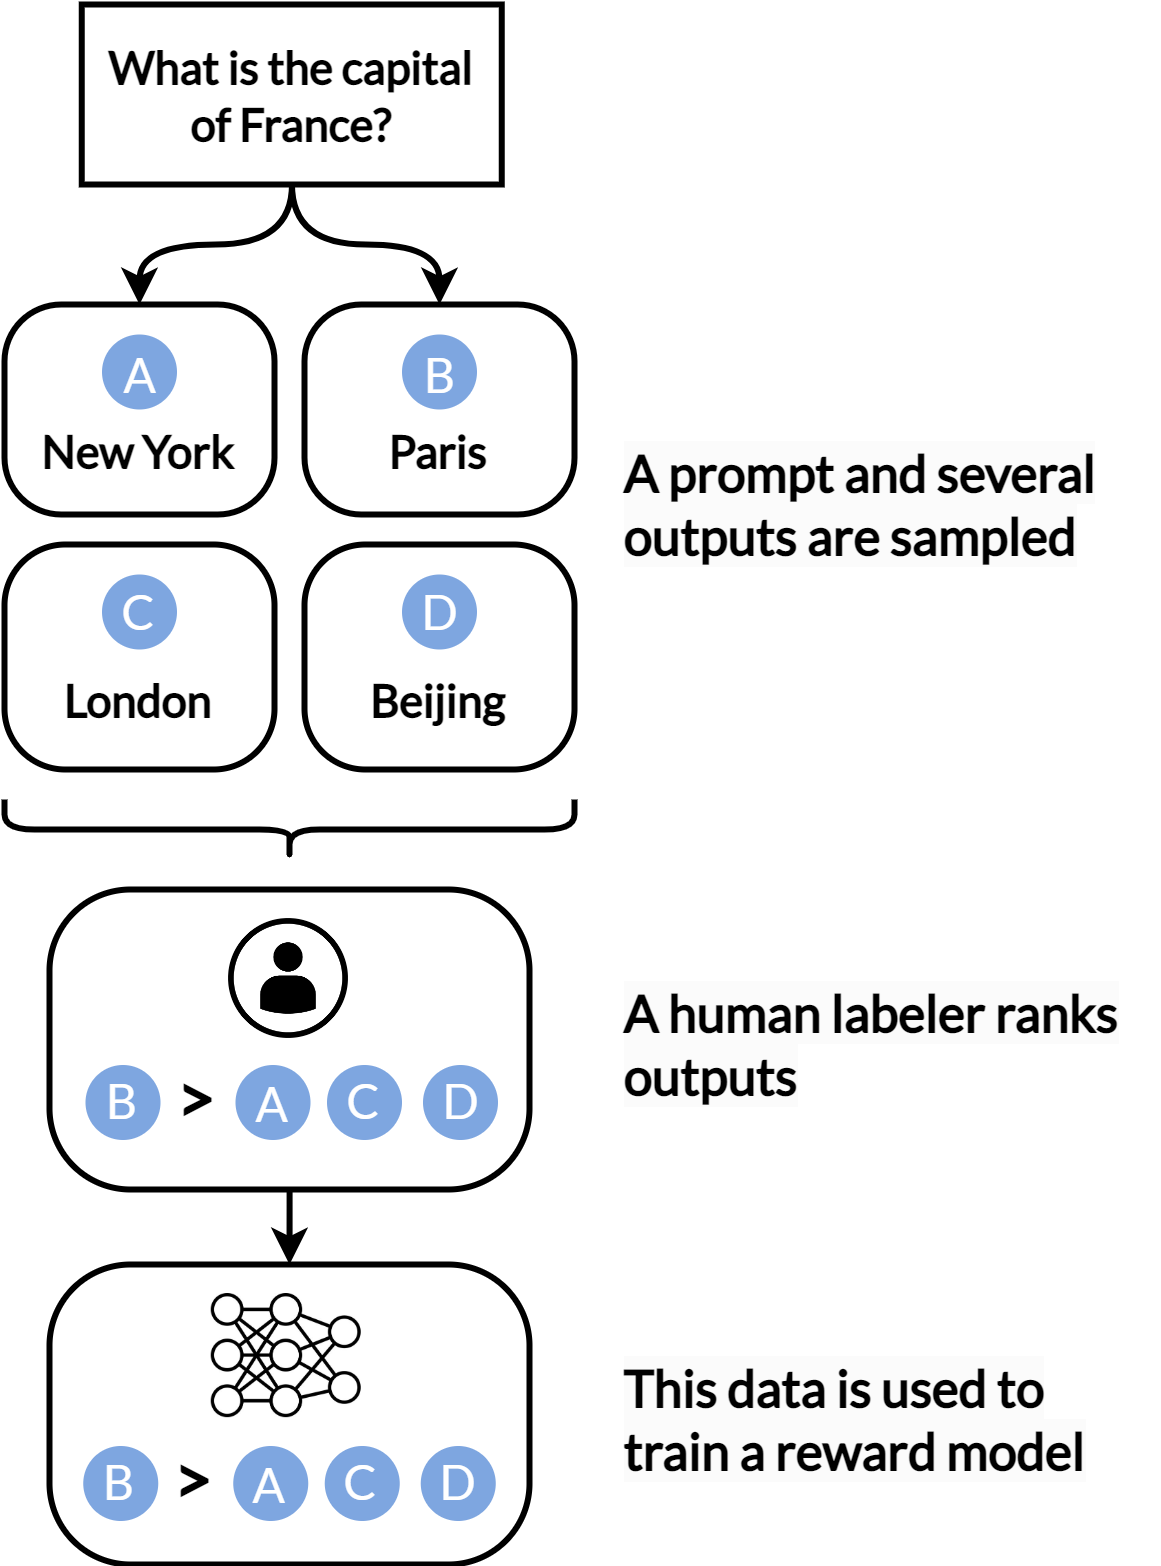 What is the capital
of France?
A
B
New York
Paris
A prompt and several
outputs are sampled
C
D
London
Beijing
A human labeler ranks
outputs
B > A C D
This data is used to
train a reward model
B > A C D